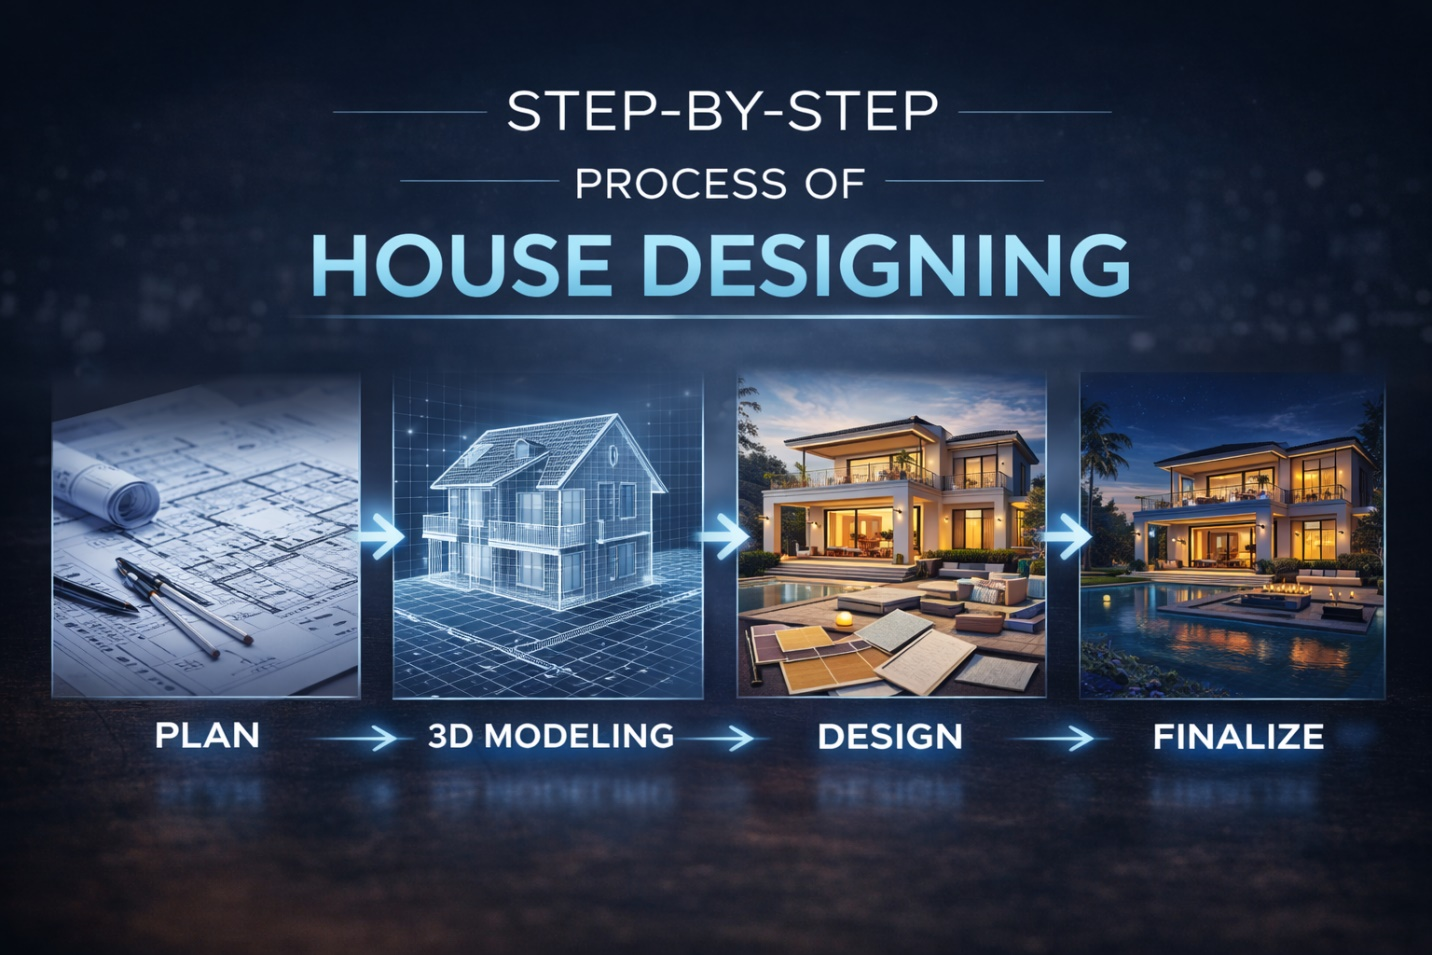 STEP-BY-STEP
PROCESS OF
HOUSE DESIGNING
PLAN
3D MODELING
DESIGN
FINALIZE